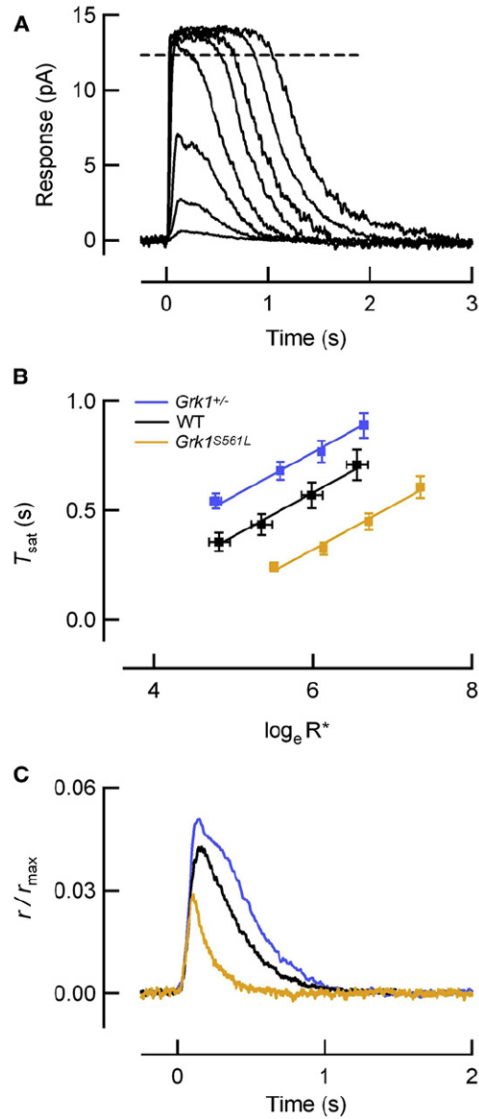 A
15
10
5
0
Response (pA)
0 1 2 3
Time (s)
B
Grk1+/-
WT
Grk1S561L
1.0
0.5
0.0
Tsat (s)
4 6 8
loge R*
C
0.06
0.03
0.00
r / rmax
0 1 2
Time (s)